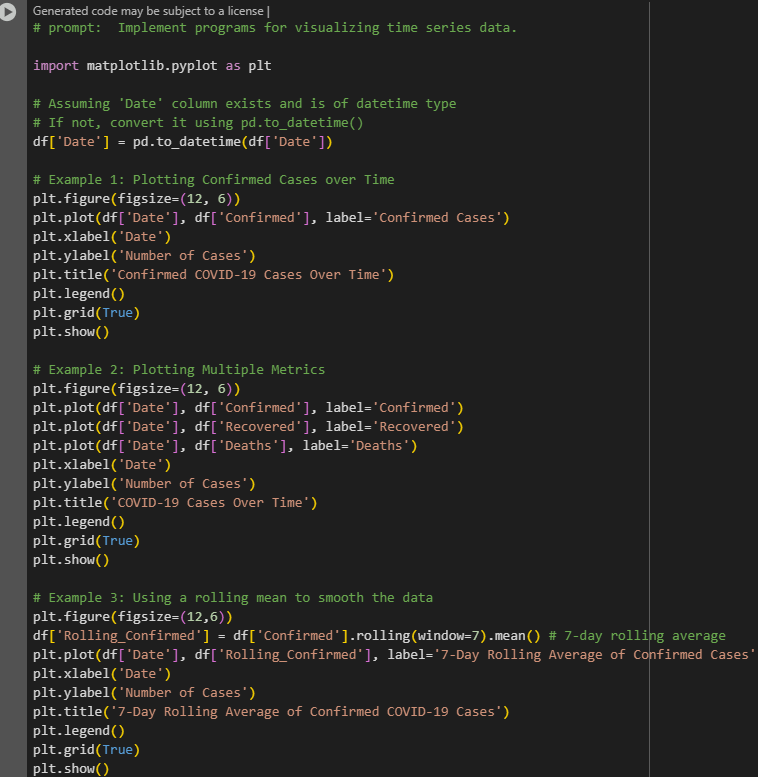 Generated code may be subject to a license |
# prompt:  Implement programs for visualizing time series data.
import matplotlib.pyplot as plt
# Assuming 'Date' column exists and is of datetime type
# If not, convert it using pd.to_datetime()
df['Date'] = pd.to_datetime(df['Date'])
# Example 1: Plotting Confirmed Cases over Time
plt.figure(figsize=(12, 6))
plt.plot(df['Date'], df['Confirmed'], label='Confirmed Cases')
plt.xlabel('Date')
plt.ylabel('Number of Cases')
plt.title('Confirmed COVID-19 Cases Over Time')
plt.legend()
plt.grid(True)
plt.show()
# Example 2: Plotting Multiple Metrics
plt.figure(figsize=(12, 6))
plt.plot(df['Date'], df['Confirmed'], label='Confirmed')
plt.plot(df['Date'], df['Recovered'], label='Recovered')
plt.plot(df['Date'], df['Deaths'], label='Deaths')
plt.xlabel('Date')
plt.ylabel('Number of Cases')
plt.title('COVID-19 Cases Over Time')
plt.legend()
plt.grid(True)
plt.show()
# Example 3: Using a rolling mean to smooth the data
plt.figure(figsize=(12,6))
df['Rolling_Confirmed'] = df['Confirmed'].rolling(window=7).mean() # 7-day rolling average
plt.plot(df['Date'], df['Rolling_Confirmed'], label='7-Day Rolling Average of Confirmed Cases'
plt.xlabel('Date')
plt.ylabel('Number of Cases')
plt.title('7-Day Rolling Average of Confirmed COVID-19 Cases')
plt.legend()
plt.grid(True)
plt.show()